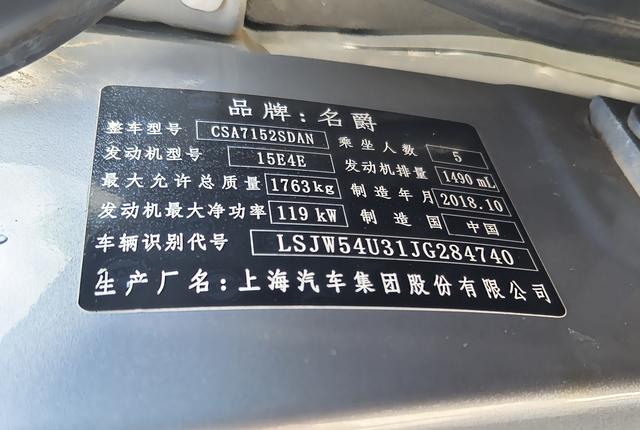 品牌：名爵
整车型号 CSA7152SDAN 乘坐人数 5
发动机型号 15E4E 发动机排量 1490 mL
最大允许总质量 1763kg 制造年月 2018.10
发动机最大净功率 119 kW 制造国 中国
车辆识别代号 LSJW54U31JG284740
生产厂名：上海汽车集团股份有限公司